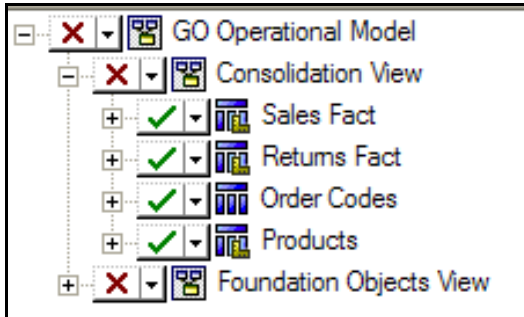 GO Operational Model
Consolidation View
Sales Fact
Returns Fact
Order Codes
Products
Foundation Objects View